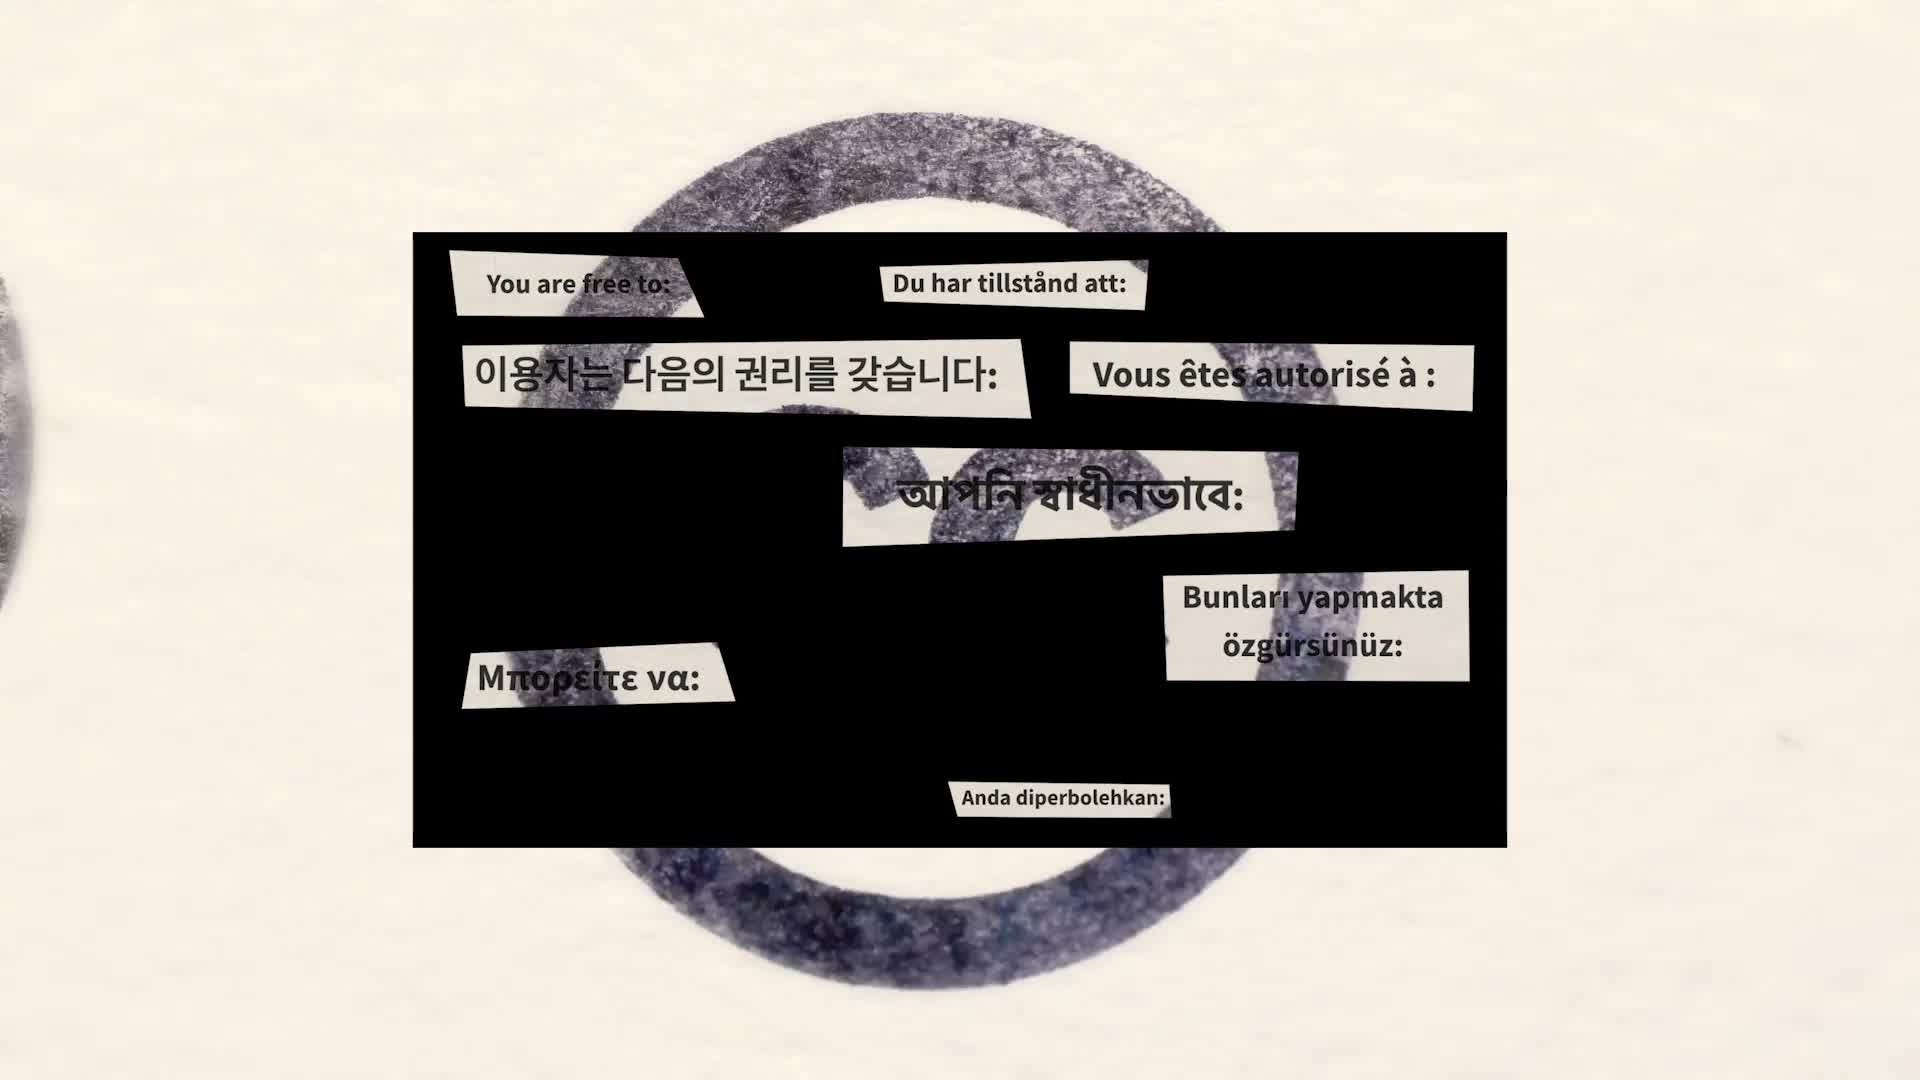 You are free to:
Du har tillstånd att:
이용자는 다음의 권리를 갖습니다:
Vous êtes autorisé à :
আপনি স্বাধীনভাবে:
Bunları yapmakta
özgürsünüz:
Μπορείτε να:
Anda diperbolehkan: